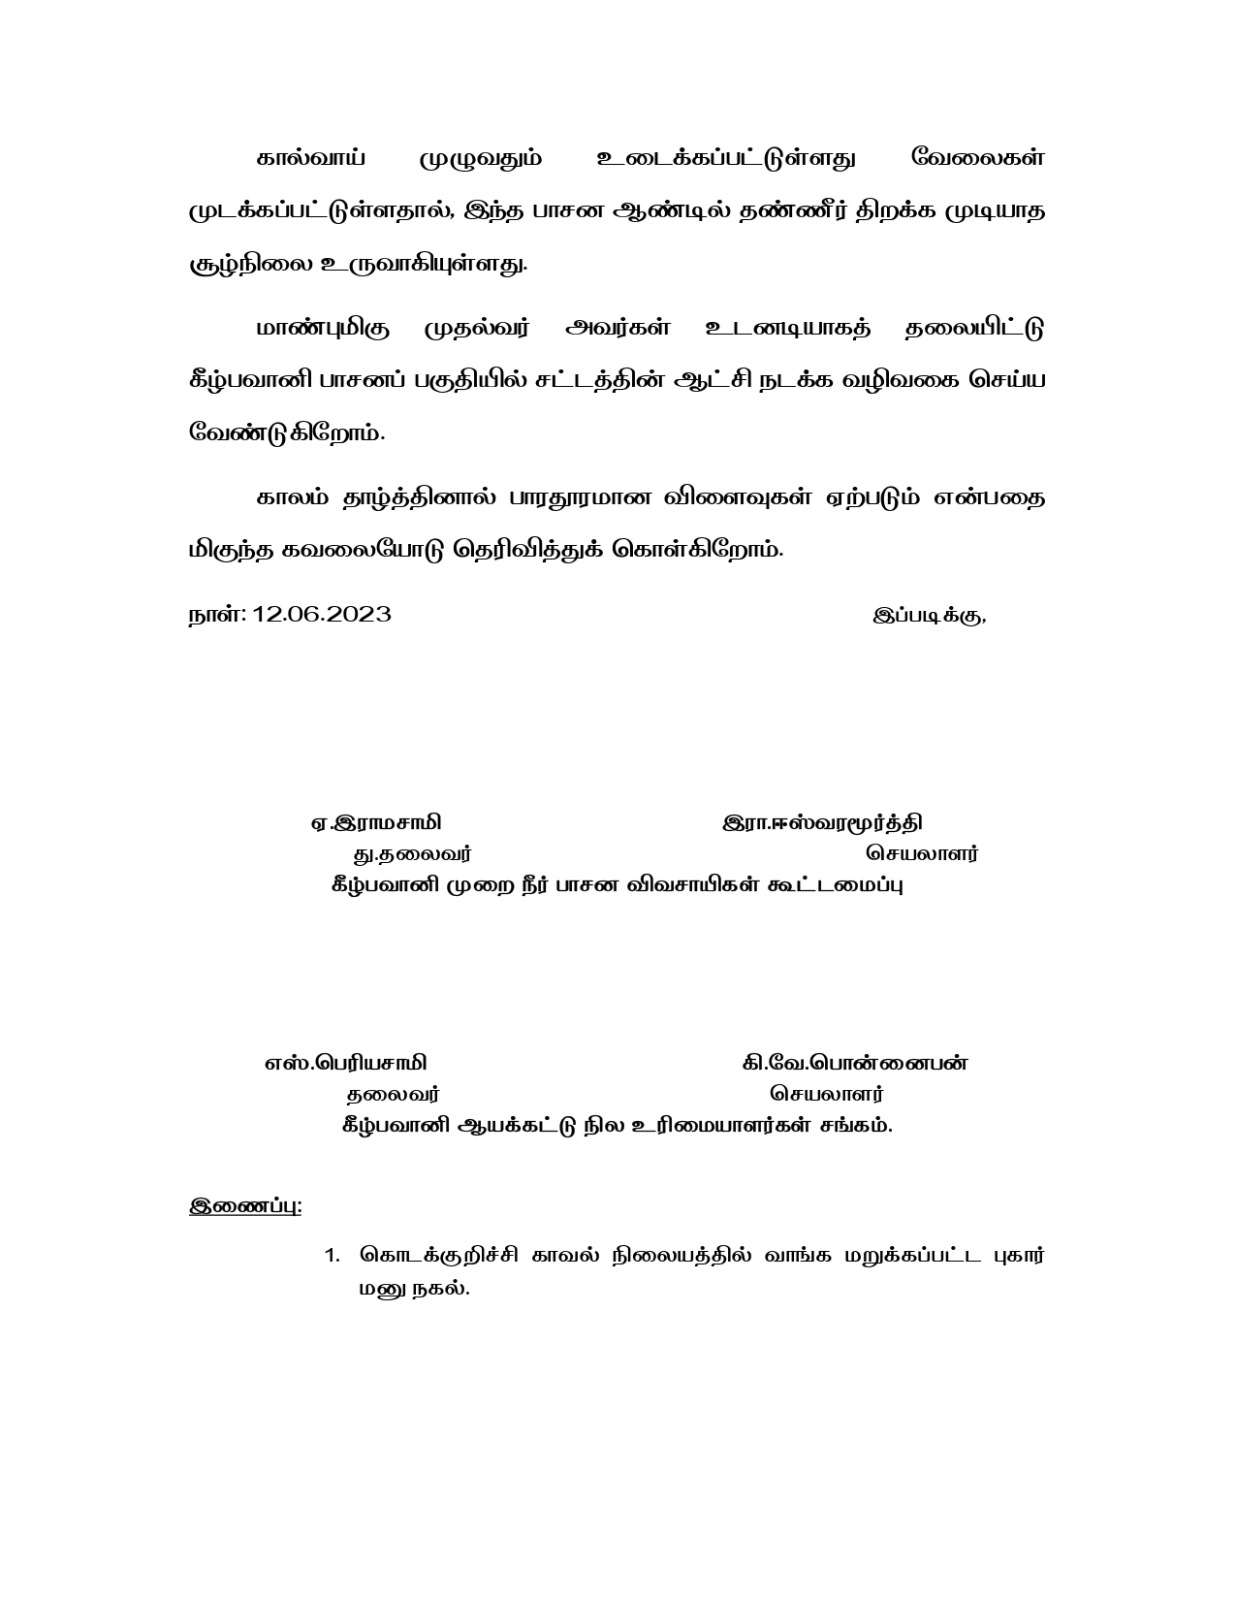 கால்வாய் முழுவதும் உடைக்கப்பட்டுள்ளது வேலைகள்
முடக்கப்பட்டுள்ளதால், இந்த பாசன ஆண்டில் தண்ணீர் திறக்க முடியாத
சூழ்நிலை உருவாகியுள்ளது.
மாண்புமிகு முதல்வர் அவர்கள் உடனடியாகத் தலையிட்டு
கீழ்பவானி பாசனப் பகுதியில் சட்டத்தின் ஆட்சி நடக்க வழிவகை செய்ய
வேண்டுகிறோம்.
காலம் தாழ்த்தினால் பாரதூரமான விளைவுகள் ஏற்படும் என்பதை
மிகுந்த கவலையோடு தெரிவித்துக் கொள்கிறோம்.
நாள்: 12.06.2023 இப்படிக்கு,
ஏ.இராமசாமி இரா.ஈஸ்வரமூர்த்தி
து.தலைவர் செயலாளர்
கீழ்பவானி முறை நீர் பாசன விவசாயிகள் கூட்டமைப்பு
எஸ்.பெரியசாமி கி.வே.பொன்னைபன்
தலைவர் செயலாளர்
கீழ்பவானி ஆயக்கட்டு நில உரிமையாளர்கள் சங்கம்.
இணைப்பு:
1. கொடக்குறிச்சி காவல் நிலையத்தில் வாங்க மறுக்கப்பட்ட புகார்
மனு நகல்.